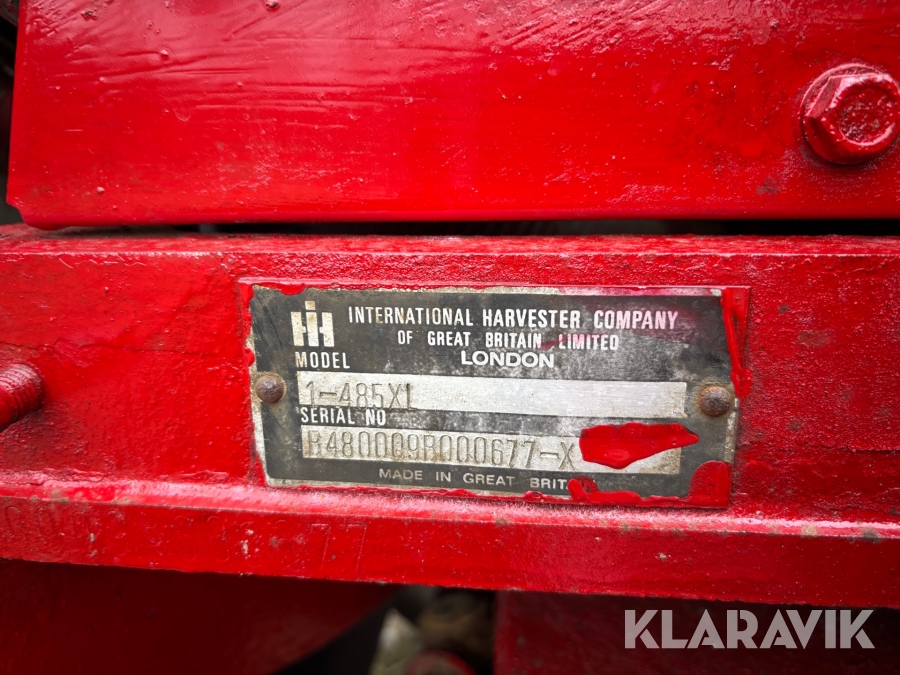 IH INTERNATIONAL HARVESTER COMPANY
OF GREAT BRITAIN LIMITED
MODEL LONDON
1-485XL
SERIAL NO
B480009B000677-X
MADE IN GREAT BRIT
KLARAVIK